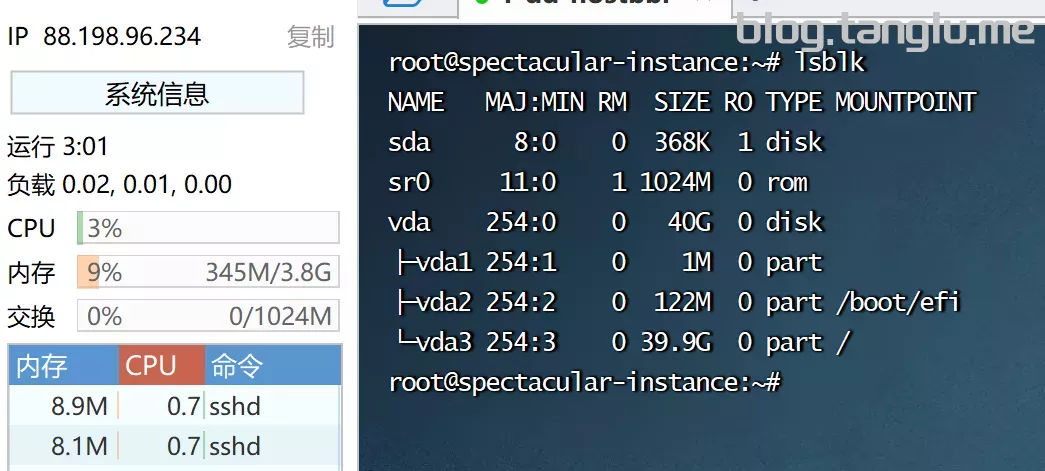 IP 88.198.96.234 复制
系统信息
运行 3:01
负载 0.02, 0.01, 0.00
CPU 3%
内存 9% 345M/3.8G
交换 0% 0/1024M
内存 CPU 命令
8.9M 0.7 sshd
8.1M 0.7 sshd
blog.tanglu.me
root@spectacular-instance:~# lsblk
NAME MAJ:MIN RM SIZE RO TYPE MOUNTPOINT
sda 8:0 0 368K 1 disk
sr0 11:0 1 1024M 0 rom
vda 254:0 0 40G 0 disk
├─vda1 254:1 0 1M 0 part
├─vda2 254:2 0 122M 0 part /boot/efi
└─vda3 254:3 0 39.9G 0 part /
root@spectacular-instance:~#